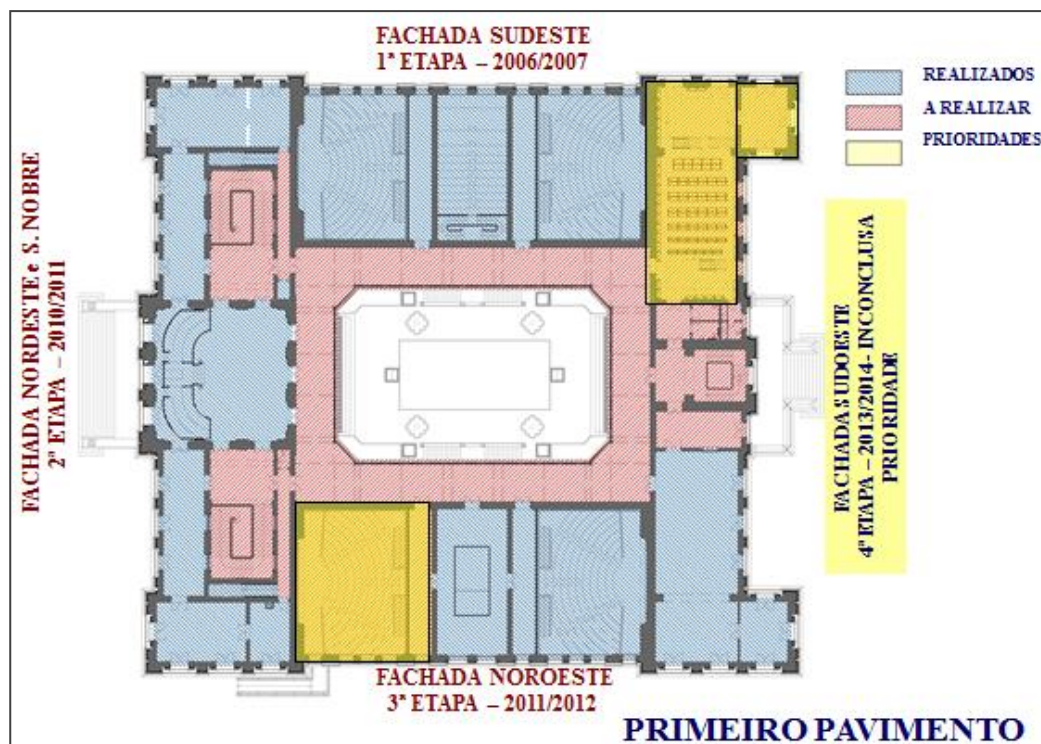 FACHADA SUDESTE
1ª ETAPA – 2006/2007
REALIZADOS
A REALIZAR
PRIORIDADES
FACHADA NORDESTE e S. NOBRE
2ª ETAPA – 2010/2011
FACHADA SUDOESTE
4ª ETAPA – 2013/2014- INCONCLUSA
PRIORIDADE
FACHADA NOROESTE
3ª ETAPA – 2011/2012
PRIMEIRO PAVIMENTO